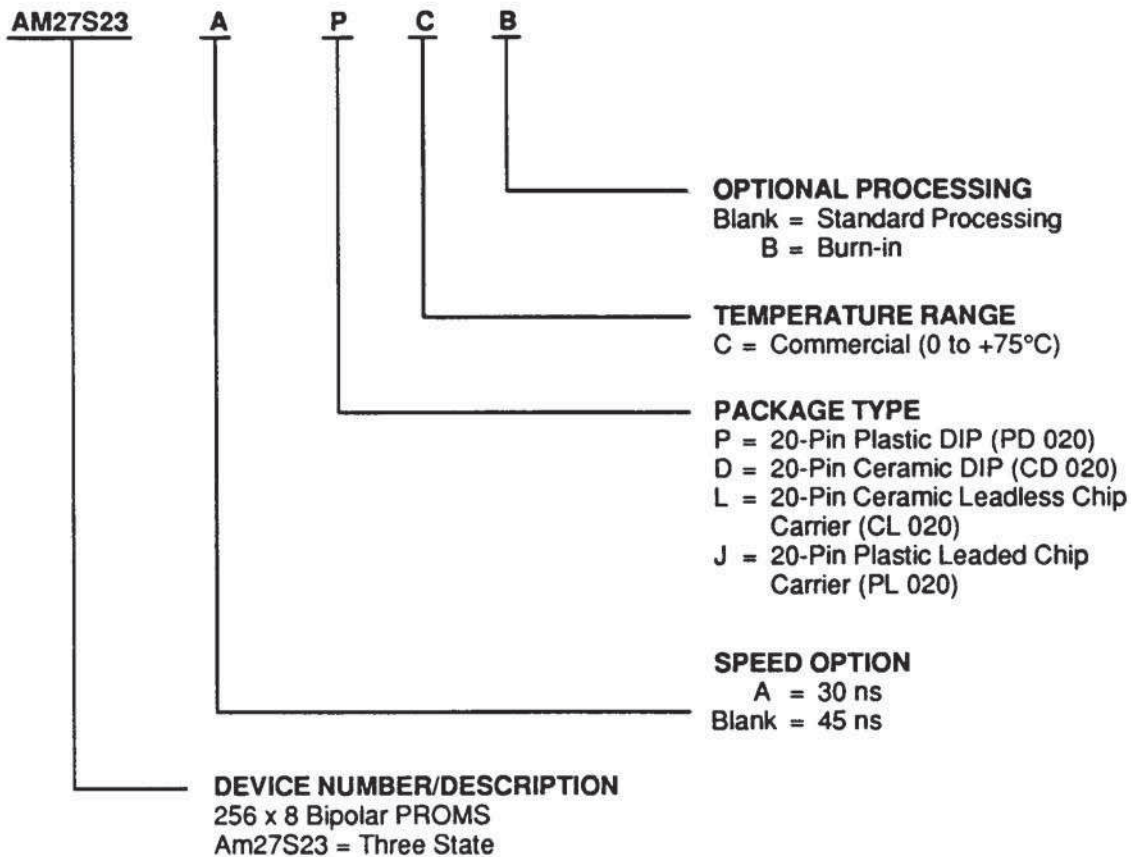 AM27S23 A P C B
OPTIONAL PROCESSING
Blank = Standard Processing
B = Burn-in
TEMPERATURE RANGE
C = Commercial (0 to +75°C)
PACKAGE TYPE
P = 20-Pin Plastic DIP (PD 020)
D = 20-Pin Ceramic DIP (CD 020)
L = 20-Pin Ceramic Leadless Chip
Carrier (CL 020)
J = 20-Pin Plastic Leaded Chip
Carrier (PL 020)
SPEED OPTION
A = 30 ns
Blank = 45 ns
DEVICE NUMBER/DESCRIPTION
256 x 8 Bipolar PROMS
Am27S23 = Three State